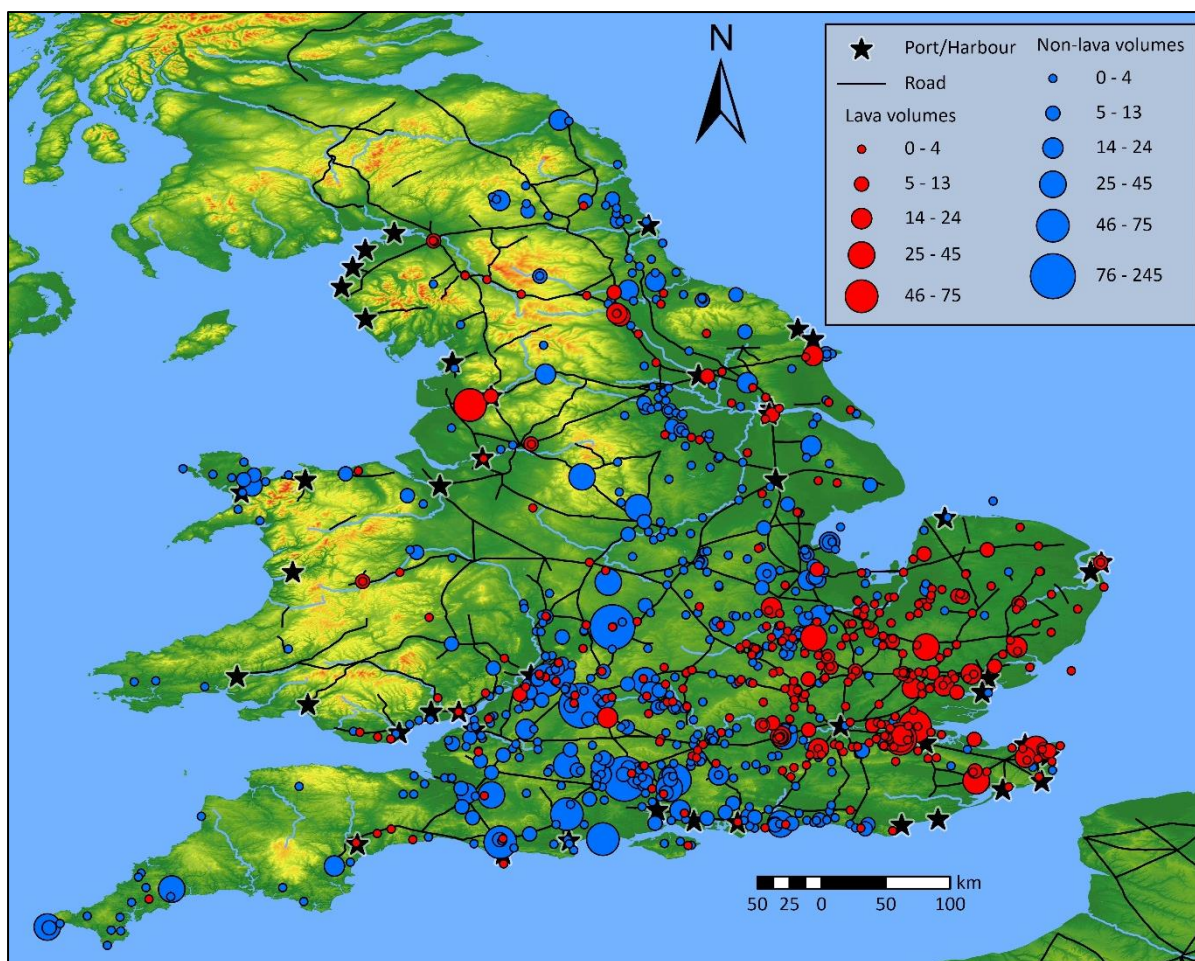 N
Port/Harbour
Road
Lava volumes
0 - 4
5 - 13
14 - 24
25 - 45
46 - 75
Non-lava volumes
0 - 4
5 - 13
14 - 24
25 - 45
46 - 75
76 - 245
km
50 25 0 50 100